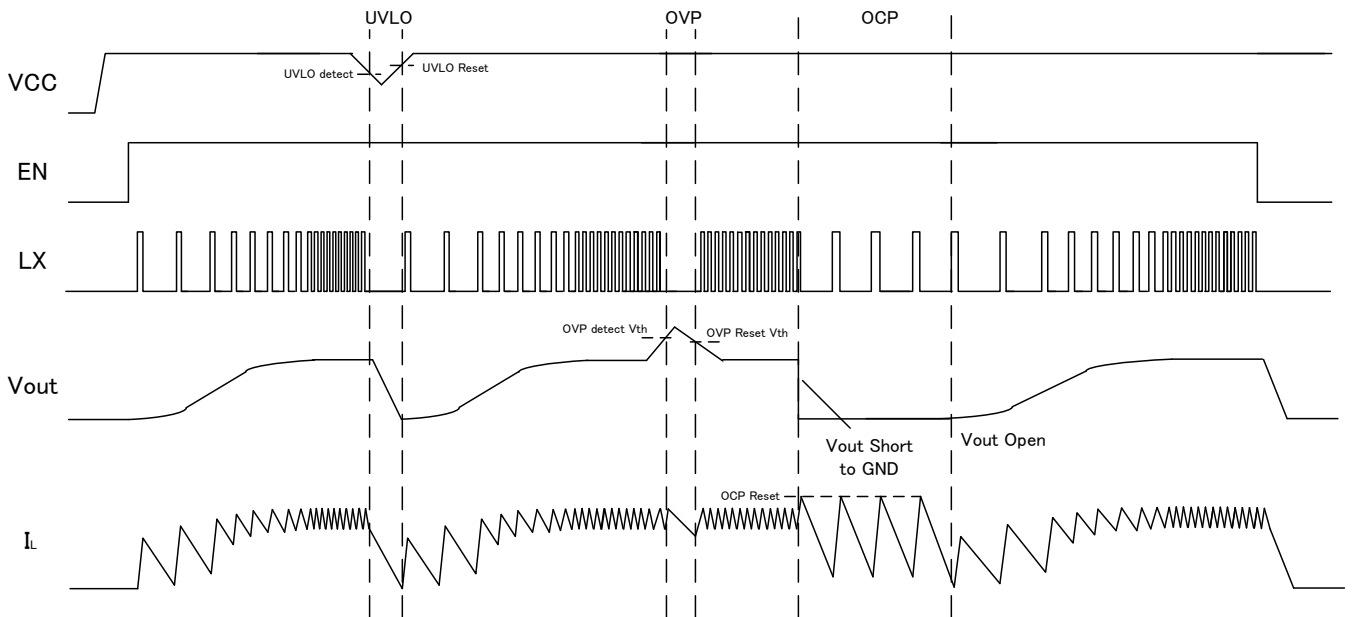 UVLO
OVP
OCP
VCC
UVLO detect
UVLO Reset
EN
LX
OVP detect Vth
OVP Reset Vth
Vout
Vout Short
to GND
Vout Open
OCP Reset
IL